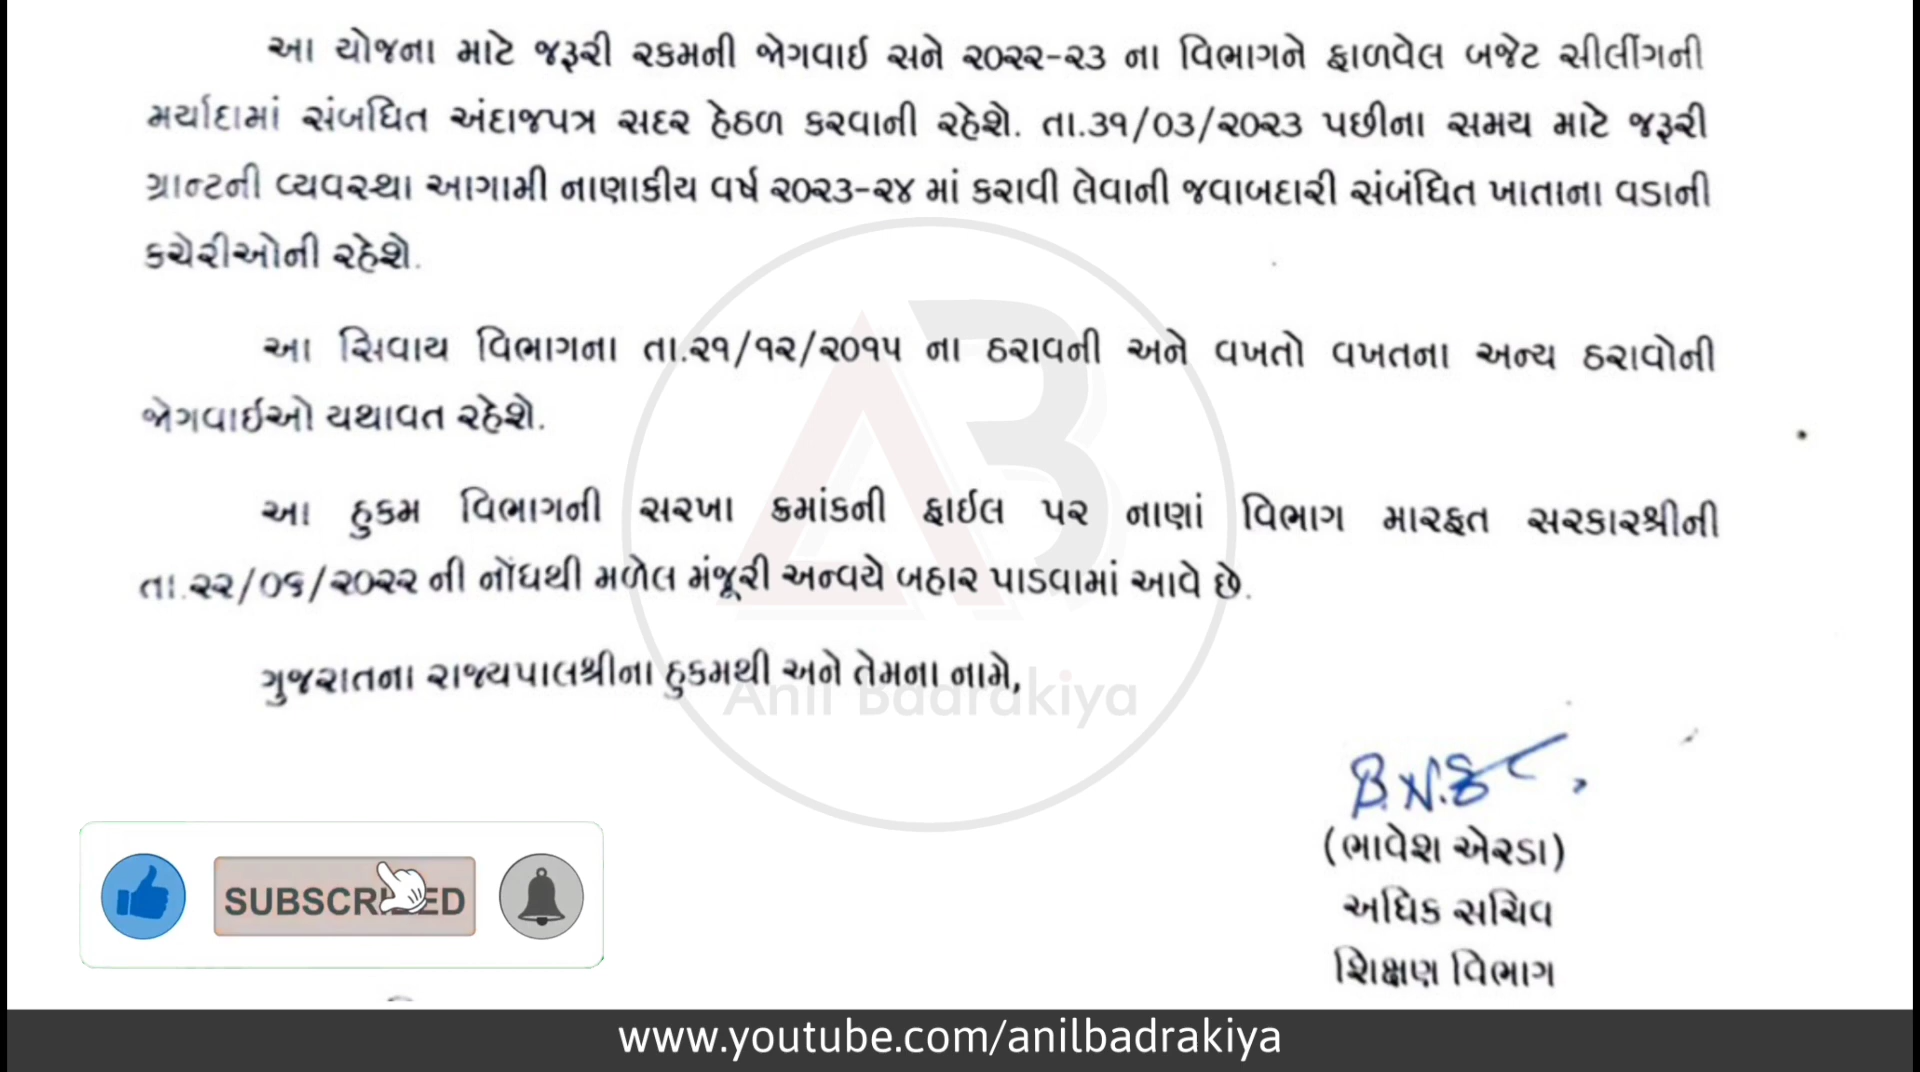 આ યોજના માટે જરૂરી રકમની જોગવાઈ સને ૨૦૨૨-૨૩ ના વિભાગને ફાળવેલ બજેટ સીલીંગની
મર્યાદામાં સંબધિત અંદાજપત્ર સદર હેઠળ કરવાની રહેશે. તા.૩૧/૦૩/૨૦૨૩ પછીના સમય માટે જરૂરી
ગ્રાન્ટની વ્યવસ્થા આગામી નાણાકીય વર્ષ ૨૦૨૩-૨૪ માં કરાવી લેવાની જવાબદારી સંબંધિત ખાતાના વડાની
કચેરીઓની રહેશે.
આ સિવાય વિભાગના તા.૨૧/૧૨/૨૦૧૫ ના ઠરાવની અને વખતો વખતના અન્ય ઠરાવોની
જોગવાઈઓ યથાવત રહેશે.
આ હુકમ વિભાગની સરખા ક્રમાંકની ફાઈલ પર નાણાં વિભાગ મારફત સરકારશ્રીની
તા.૨૨/૦૬/૨૦૨૨ ની નોંધથી મળેલ મંજૂરી અન્વયે બહાર પાડવામાં આવે છે.
ગુજરાતના રાજ્યપાલશ્રીના હુકમથી અને તેમના નામે,
AB
Anil Badrakiya
B.N.
(ભાવેશ એરડા)
અધિક સચિવ
શિક્ષણ વિભાગ
SUBSCRIBED
www.youtube.com/anilbadrakiya